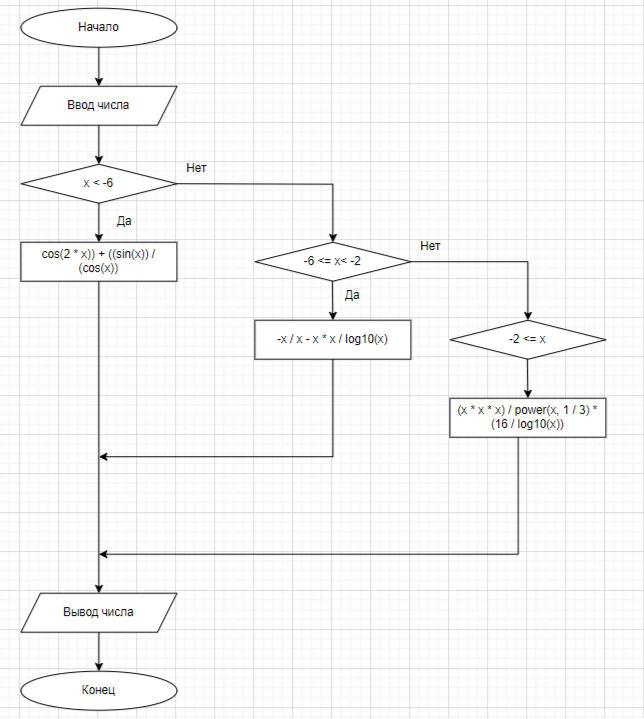 Начало
Ввод числа
Нет
x < -6
Да
cos(2 * x)) + ((sin(x)) /
(cos(x))
Нет
-6 <= x< -2
Да
-x / x - x * x / log10(x)
-2 <= x
(x * x * x) / power(x, 1 / 3) *
(16 / log10(x))
Вывод числа
Конец